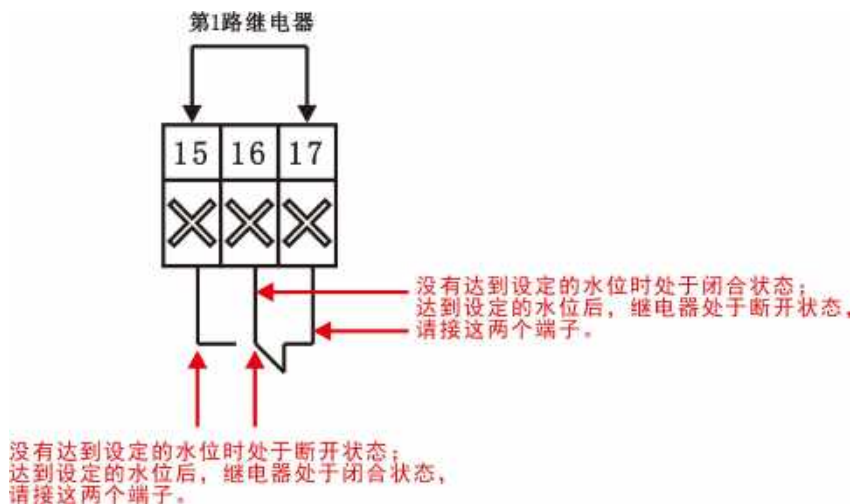 第1路继电器
15 16 17
没有达到设定的水位时处于闭合状态；
达到设定的水位后，继电器处于断开状态，
请接这两个端子。
没有达到设定的水位时处于断开状态；
达到设定的水位后，继电器处于闭合状态，
请接这两个端子。